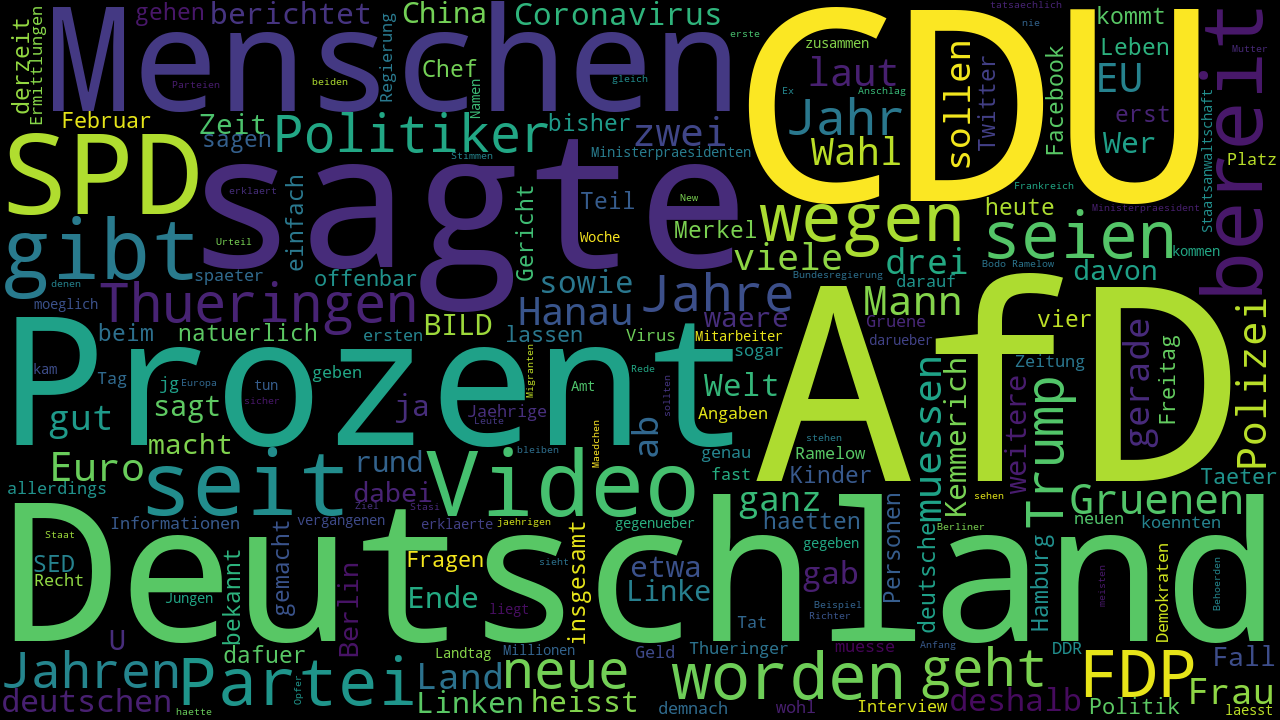 gehen berichtet China Coronavirus tatsaechlich
Menschen CDU nie kommt
derzeit Ermittlungen Regierung erste zusammen laut sollen Twitter Facebook Leben bereit
Parteien beiden Chef Namen gleich Ex Anschlag EU erst Mutter
Februar Zeit sagen Politiker bisher zwei Jahr Wahl Wer Staatsanwaltschaft
SPD sagte Stimmen Ministerpraesidenten Platz
erklaert einfach Gericht Teil New Frankreich Ministerpraesident
gibt Urteil Woche Merkel wegen heute seien
spaeter offenbar sowie viele drei Bodo Ramelow davon kommen
denen Bundesregierung darauf
moeglich Thueringen Hanau Jahre Mann AfD Polizei
beim natuerlich BILD ersten lassen Virus waere Mitarbeiter Gruene vier
kam Prozent Migranten sogar darueber Zeitung gerade Freitag
Tag jg Europa tun geben Amt Rede Welt deutsche muessen Kemmerich weitere Trump
gut sagt sicher ja Jaehrige Leute sollten Angaben
macht Maedchen ab stehen Ramelow
Euro seit rund Video bleiben genau fast Kinder sehen Taeter
allerdings dabei ganz Gruenen
Informationen Ziel Stasi vergangenen erklaerte jaehrigen gegenueber haetten Personen Berliner neuen koennten
Deutschland
Staat SED Recht gemacht Fragen sieht insgesamt etwa gegeben gab Hamburg Demokraten meisten Behoerden
Jungen bekannt Berlin Ende liegt Linke Beispiel Richter
U Tat Anfang
dafuer Landtag Millionen Geld Thueringer muesse DDR Fall
Jahren Partei Opfer Land neue worden geht FDP Frau
deutschen haette Linken heisst demnach wohl Interview deshalb Politik laesst